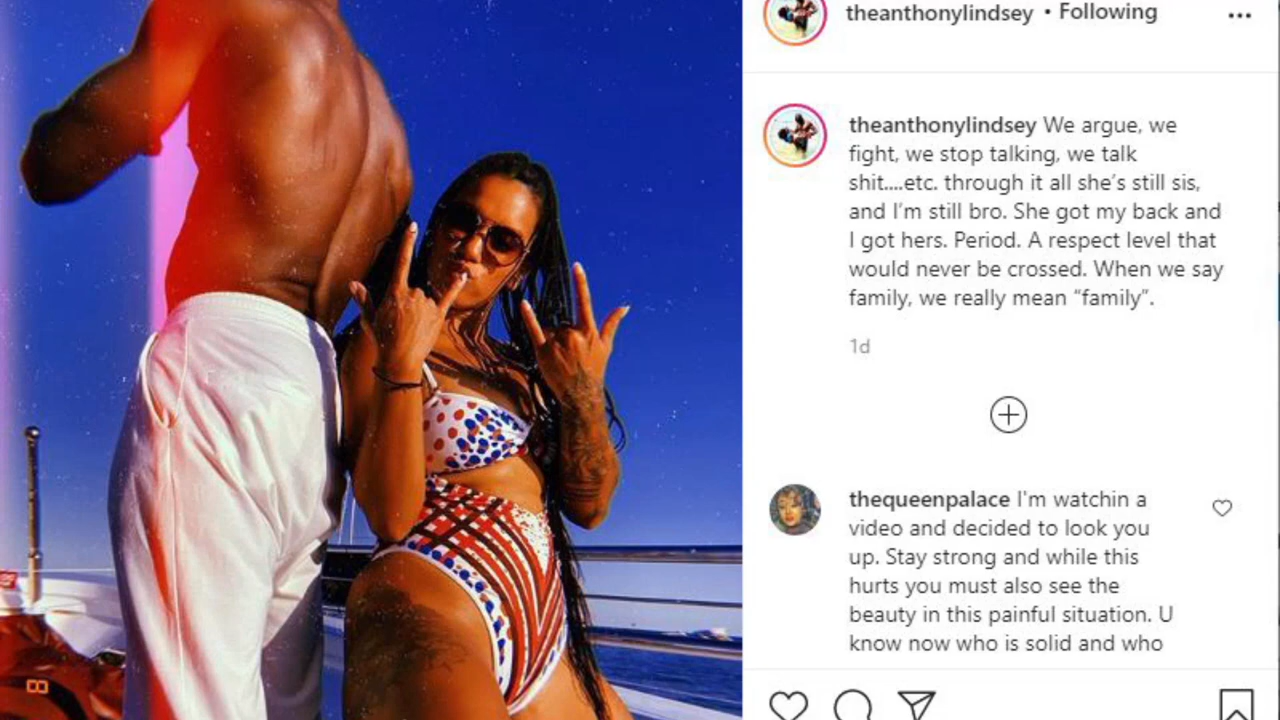 theanthonylindsey • Following
theanthonylindsey We argue, we
fight, we stop talking, we talk
shit....etc. through it all she’s still sis,
and I’m still bro. She got my back and
I got hers. Period. A respect level that
would never be crossed. When we say
family, we really mean “family”.
1d
thequeenpalace I'm watchin a
video and decided to look you
up. Stay strong and while this
hurts you must also see the
beauty in this painful situation. U
know now who is solid and who
8